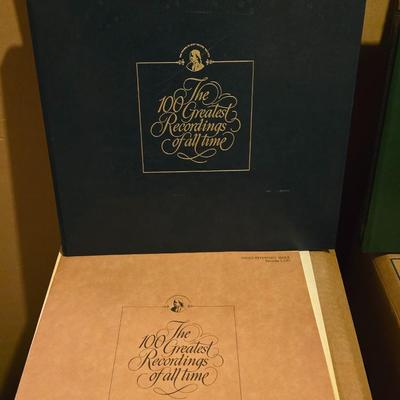 The
100 Greatest
Recordings
of all time
The
100 Greatest
Recordings
of all time